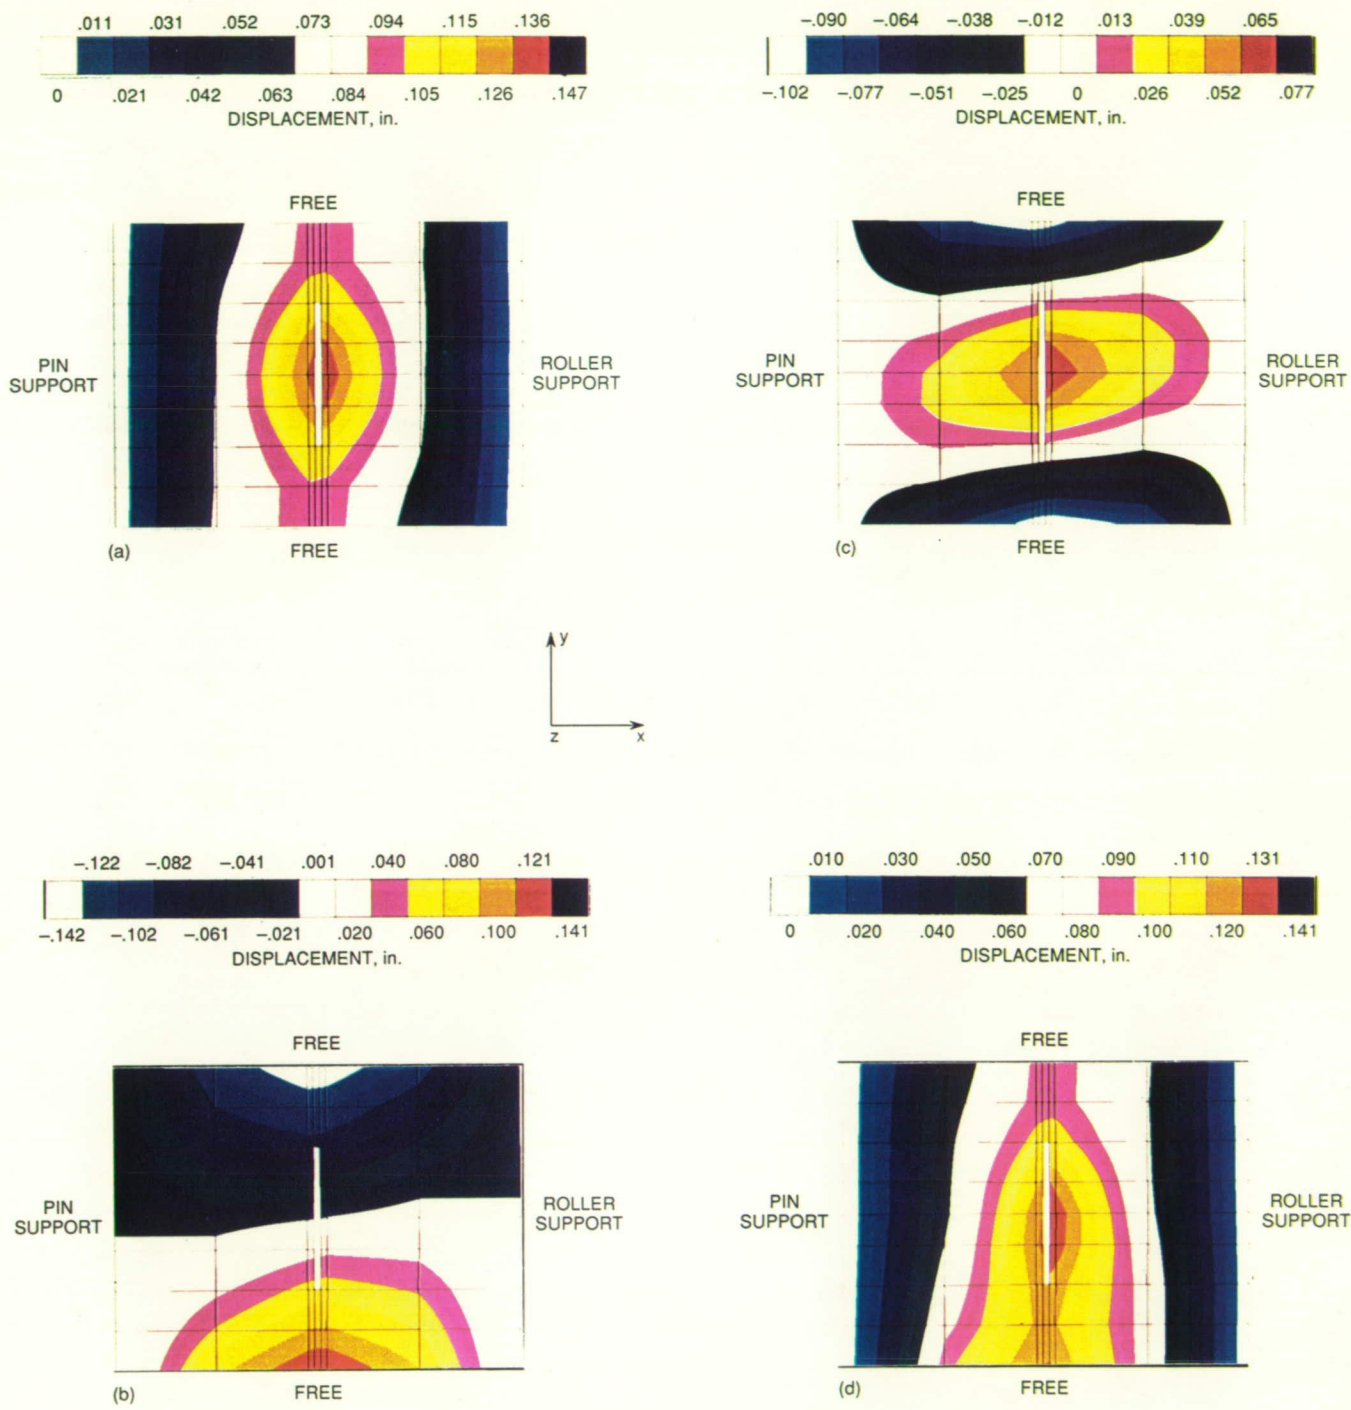 .011 .031 .052 .073 .094 .115 .136
0 .021 .042 .063 .084 .105 .126 .147
DISPLACEMENT, in.
FREE
PIN
SUPPORT
ROLLER
SUPPORT
(a)
FREE
–.090 –.064 –.038 –.012 .013 .039 .065
–.102 –.077 –.051 –.025 0 .026 .052 .077
DISPLACEMENT, in.
FREE
PIN
SUPPORT
ROLLER
SUPPORT
(c)
FREE
y
z x
–.122 –.082 –.041 .001 .040 .080 .121
–.142 –.102 –.061 –.021 .020 .060 .100 .141
DISPLACEMENT, in.
FREE
PIN
SUPPORT
ROLLER
SUPPORT
(b)
FREE
.010 .030 .050 .070 .090 .110 .131
0 .020 .040 .060 .080 .100 .120 .141
DISPLACEMENT, in.
FREE
PIN
SUPPORT
ROLLER
SUPPORT
(d)
FREE